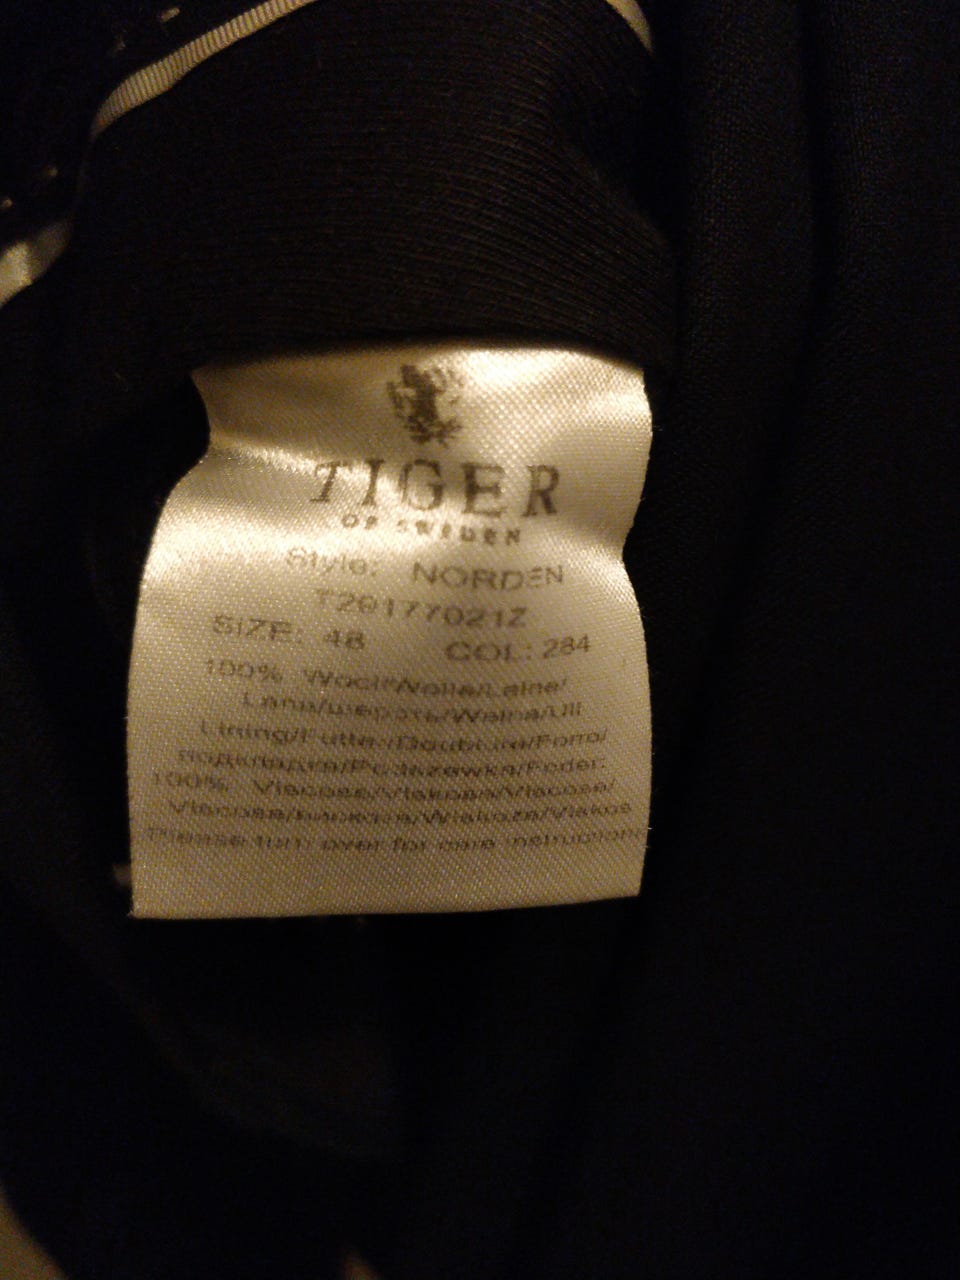 TIGER
OF SWEDEN
Style: NORDEN
T29177021Z
SIZE: 48 COL: 284
100% Wool/Wolle/Laine/
Lana/шерсть/Wełna/Ull
Lining/Futter/Doublure/Forro/
подкладка/Podszewka/Foder:
100% Viscose/Viskose/Viscose/
Viscosa/вискоза/Wiskoza/Viskos
Please turn over for care instructions